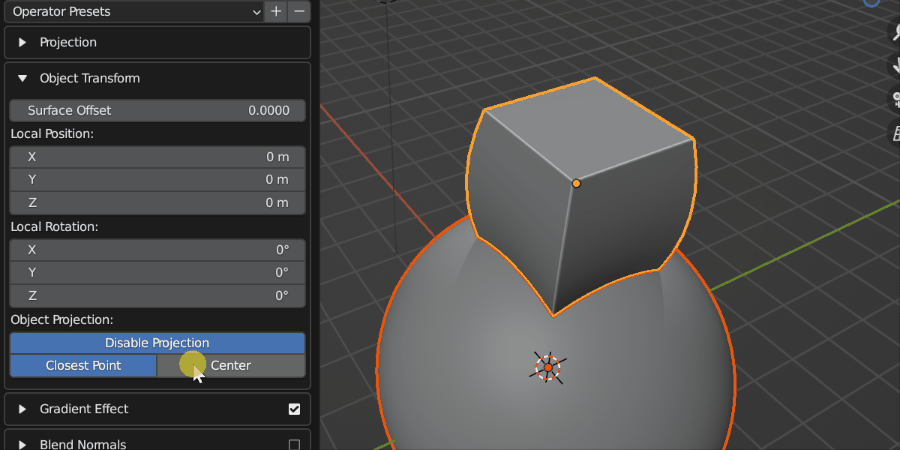 Operator Presets
Projection
Object Transform
Surface Offset 0.0000
Local Position:
X 0 m
Y 0 m
Z 0 m
Local Rotation:
X 0°
Y 0°
Z 0°
Object Projection:
Disable Projection
Closest Point Center
Gradient Effect
Blend Normals